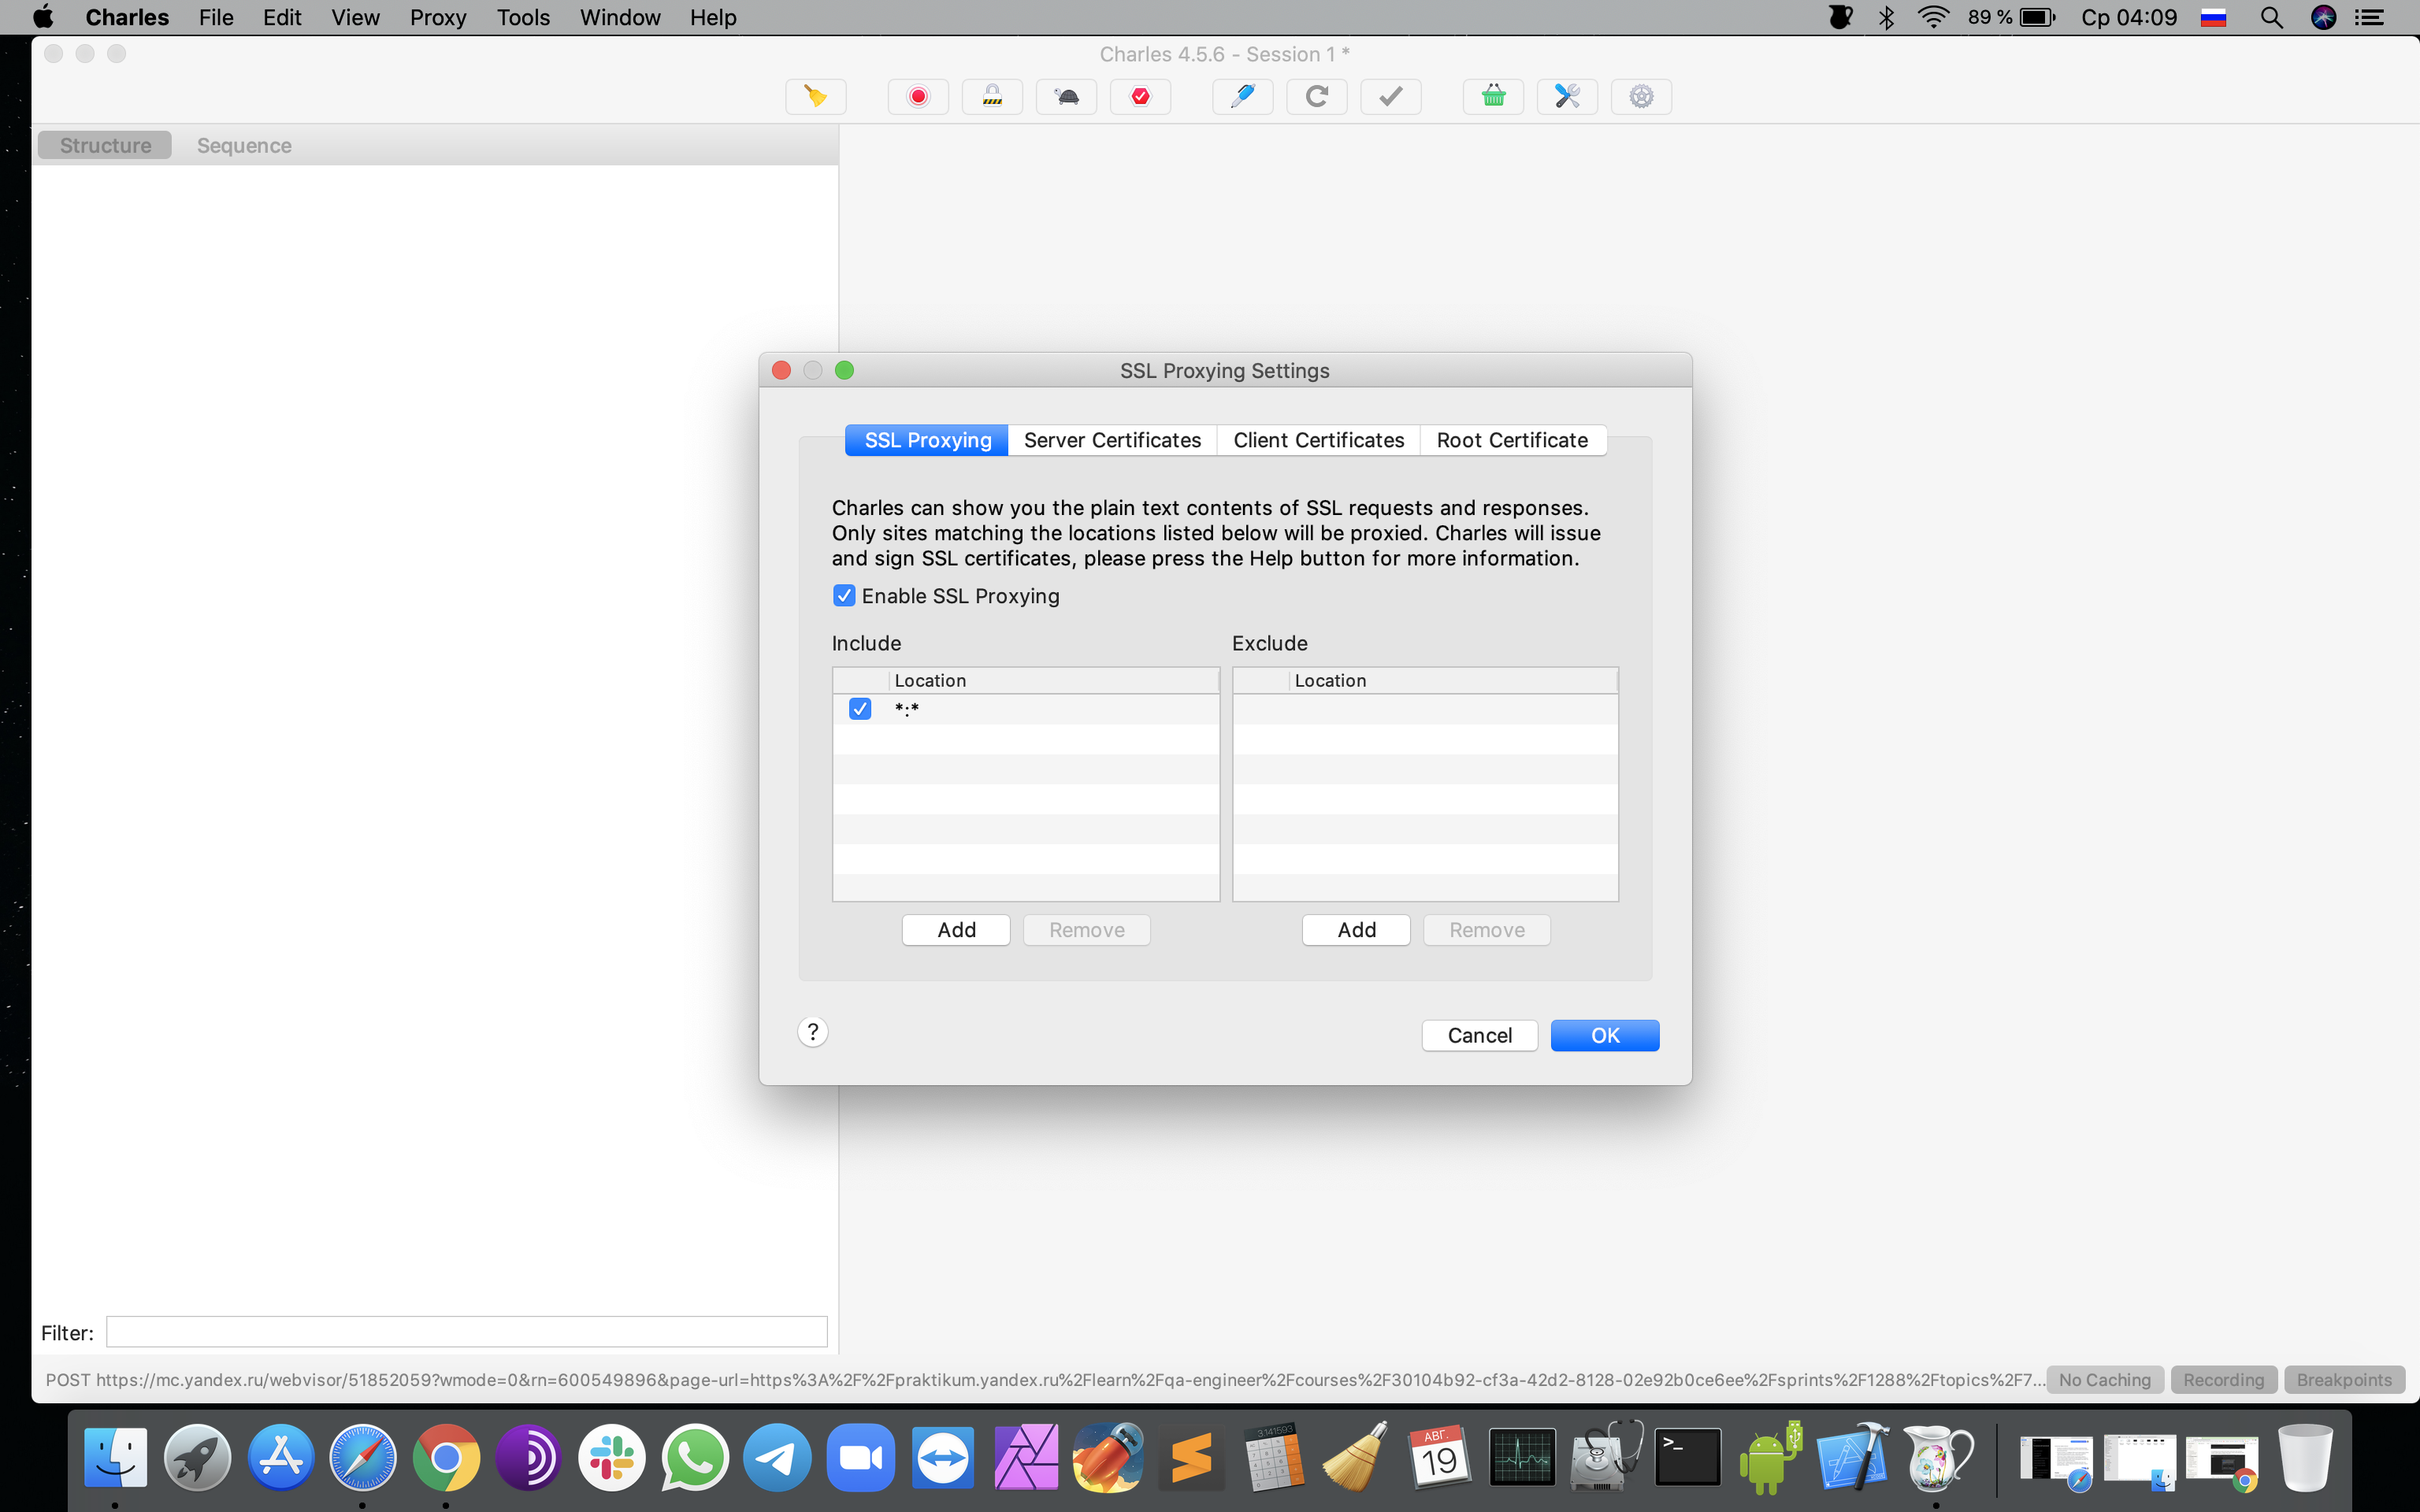 Charles File Edit View Proxy Tools Window Help 89 % Ср 04:09
Charles 4.5.6 - Session 1 *
Structure Sequence
SSL Proxying Settings
SSL Proxying Server Certificates Client Certificates Root Certificate
Charles can show you the plain text contents of SSL requests and responses.
Only sites matching the locations listed below will be proxied. Charles will issue
and sign SSL certificates, please press the Help button for more information.
Enable SSL Proxying
Include Exclude
Location Location
*:*
Add Remove Add Remove
? Cancel OK
Filter:
POST https://mc.yandex.ru/webvisor/51852059?wmode=0&rn=600549896&page-url=https%3A%2F%2Fpraktikum.yandex.ru%2Flearn%2Fqa-engineer%2Fcourses%2F30104b92-cf3a-42d2-8128-02e92b0ce6ee%2Fsprints%2F1288%2Ftopics%2F7... No Caching Recording Breakpoints
3.141593
АВГ.
19
>_